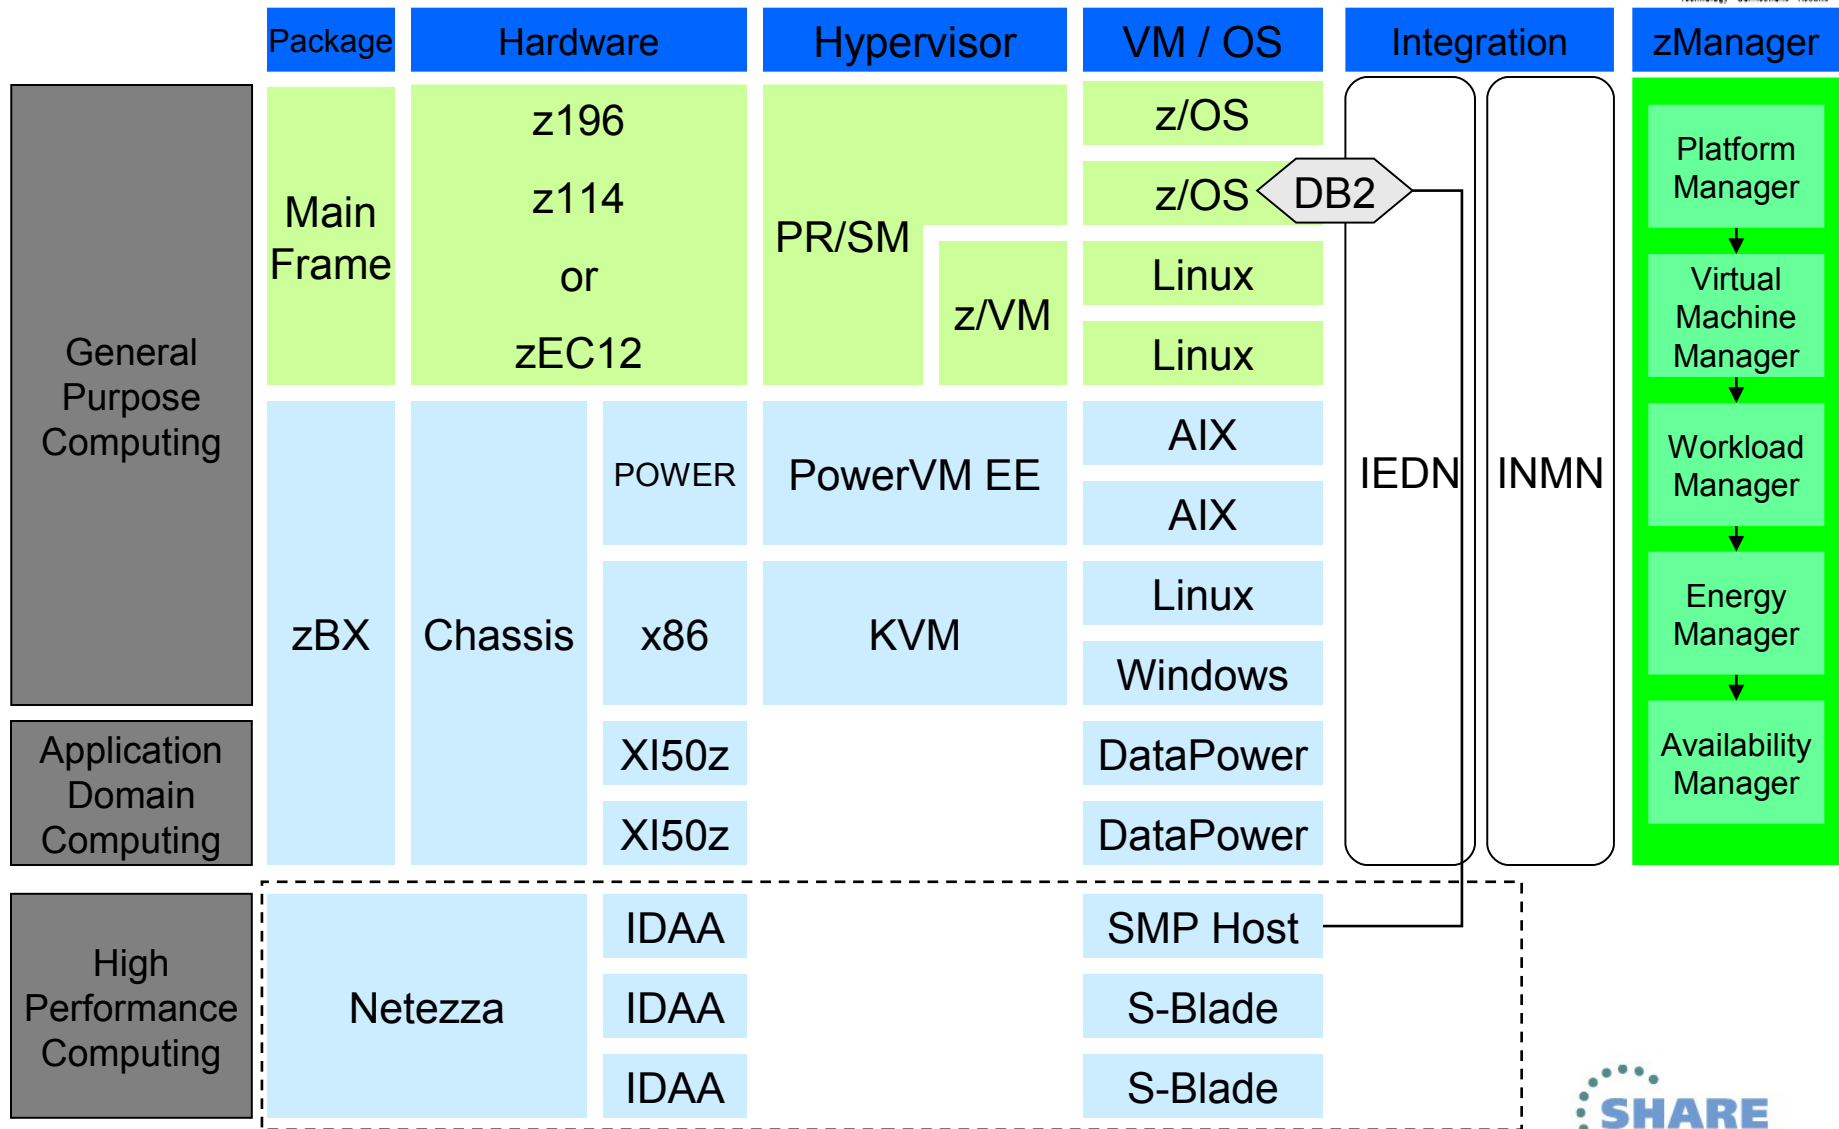 Package
Hardware
Hypervisor
VM / OS
Integration
zManager
General
Purpose
Computing
Main
Frame
z196
z114
or
zEC12
PR/SM
z/VM
z/OS
z/OS
DB2
Linux
Linux
zBX
Chassis
POWER
PowerVM EE
AIX
AIX
x86
KVM
Linux
Windows
IEDN
INMN
Platform
Manager
Virtual
Machine
Manager
Workload
Manager
Energy
Manager
Availability
Manager
Application
Domain
Computing
XI50z
DataPower
XI50z
DataPower
High
Performance
Computing
Netezza
IDAA
SMP Host
IDAA
S-Blade
IDAA
S-Blade
SHARE